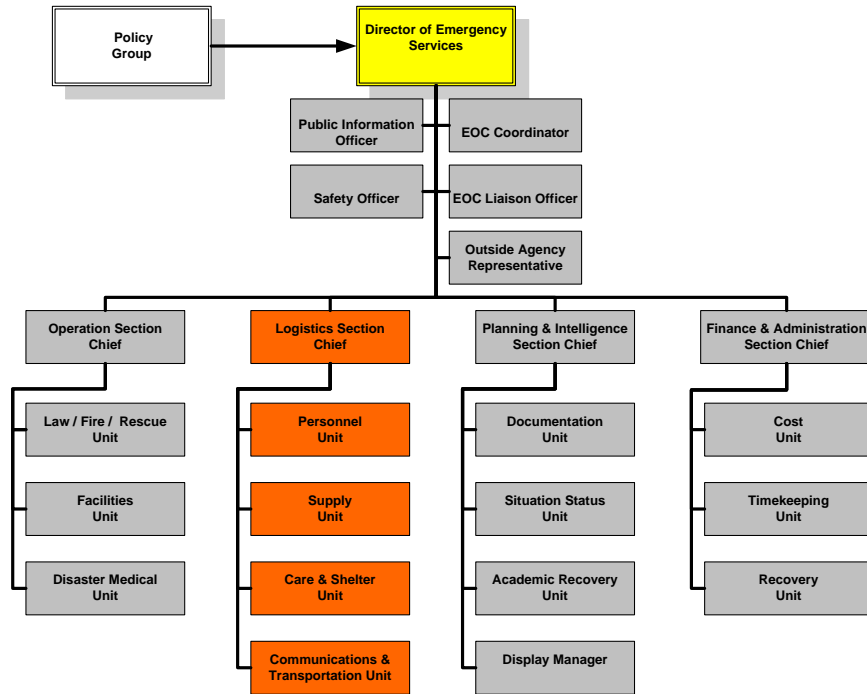 Policy
Group
Director of Emergency
Services
Public Information
Officer
EOC Coordinator
Safety Officer
EOC Liaison Officer
Outside Agency
Representative
Operation Section
Chief
Logistics Section
Chief
Planning & Intelligence
Section Chief
Finance & Administration
Section Chief
Law / Fire /  Rescue
Unit
Personnel
Unit
Documentation
Unit
Cost
Unit
Facilities
Unit
Supply
Unit
Situation Status
Unit
Timekeeping
Unit
Disaster Medical
Unit
Care & Shelter
Unit
Academic Recovery
Unit
Recovery
Unit
Communications &
Transportation Unit
Display Manager